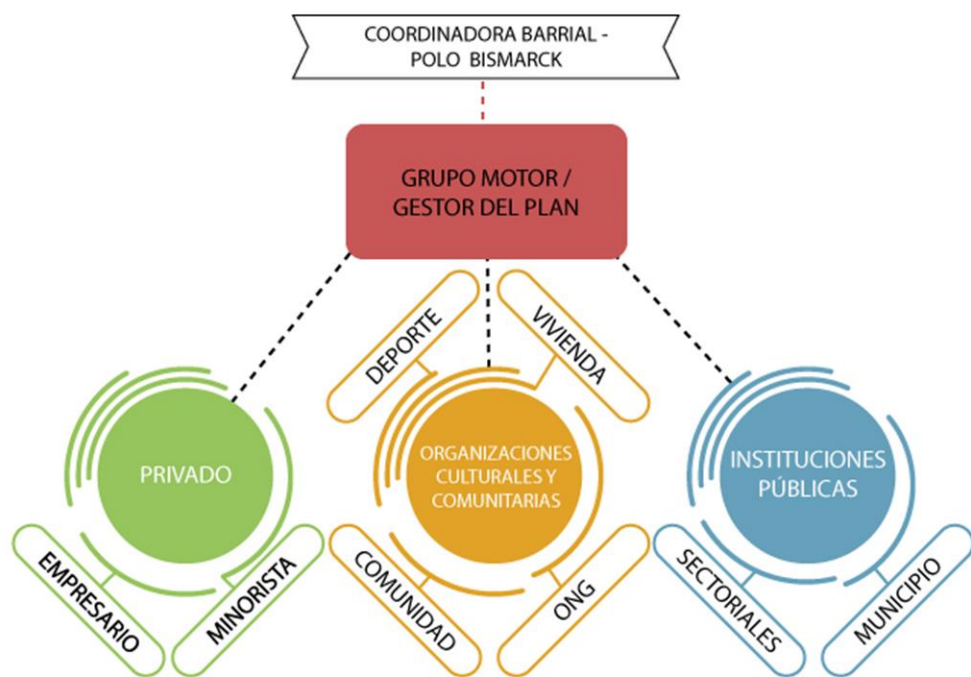 COORDINADORA BARRIAL -
POLO BISMARCK
GRUPO MOTOR /
GESTOR DEL PLAN
DEPORTE
VIVIENDA
PRIVADO
ORGANIZACIONES
CULTURALES Y
COMUNITARIAS
INSTITUCIONES
PÚBLICAS
EMPRESARIO
MINORISTA
COMUNIDAD
ONG
SECTORIALES
MUNICIPIO